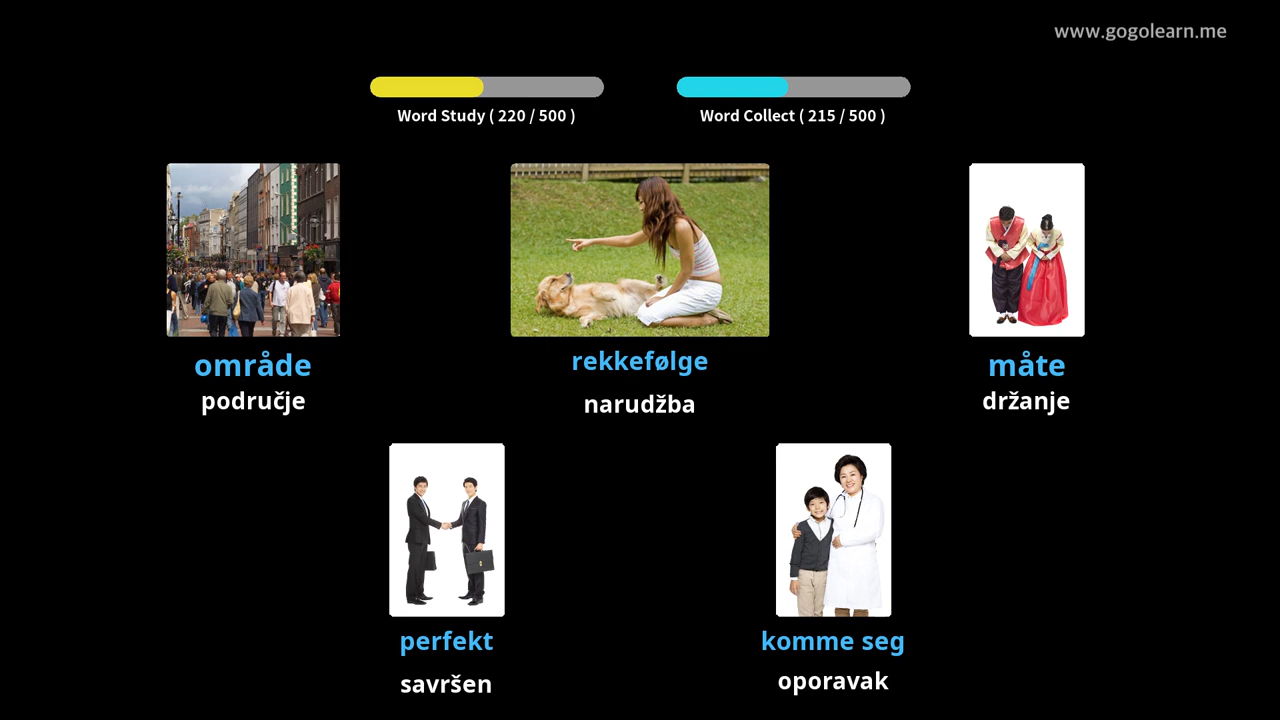 www.gogolearn.me
Word Study ( 220 / 500 )
Word Collect ( 215 / 500 )
område
područje
rekkefølge
narudžba
måte
držanje
perfekt
savršen
komme seg
oporavak